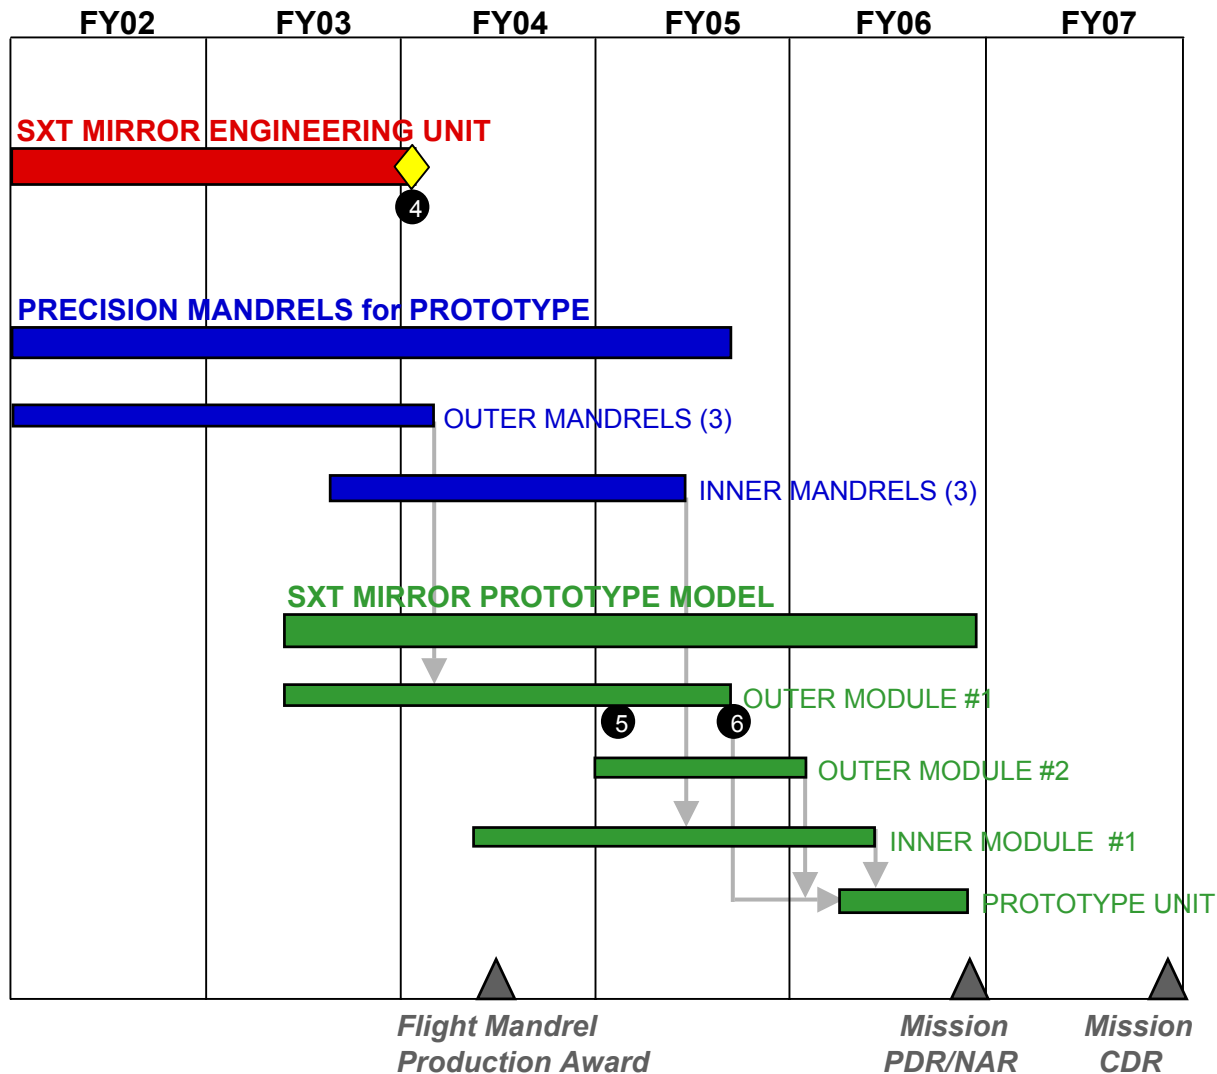 FY02 FY03 FY04 FY05 FY06 FY07
SXT MIRROR ENGINEERING UNIT
4
PRECISION MANDRELS for PROTOTYPE
OUTER MANDRELS (3)
INNER MANDRELS (3)
SXT MIRROR PROTOTYPE MODEL
OUTER MODULE #1
5 6
OUTER MODULE #2
INNER MODULE #1
PROTOTYPE UNIT
Flight Mandrel
Production Award
Mission
PDR/NAR
Mission
CDR